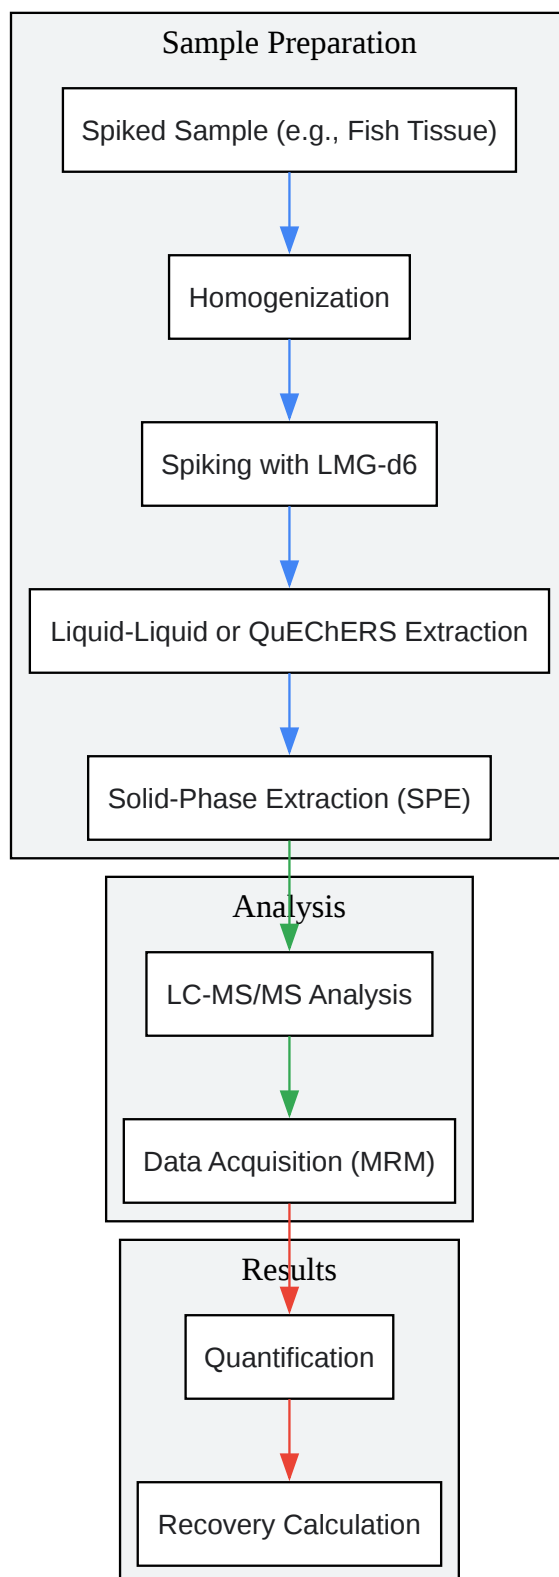 Sample Preparation
Spiked Sample (e.g., Fish Tissue)
Homogenization
Spiking with LMG-d6
Liquid-Liquid or QuEChERS Extraction
Solid-Phase Extraction (SPE)
Analysis
LC-MS/MS Analysis
Data Acquisition (MRM)
Results
Quantification
Recovery Calculation